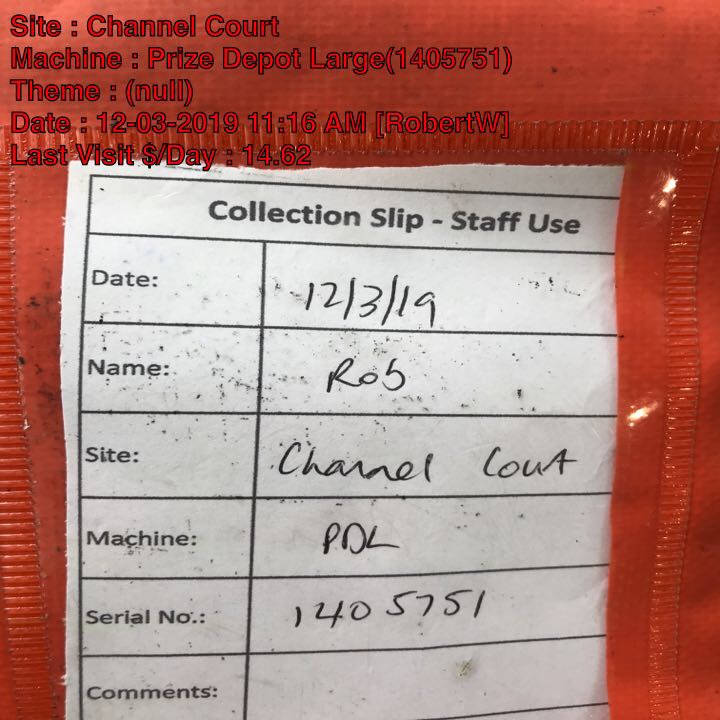 Site : Channel Court
Machine : Prize Depot Large(1405751)
Theme : (null)
Date : 12-03-2019 11:16 AM [RobertW]
Last Visit $/Day : 14.62
Collection Slip - Staff Use
Date: 12/3/19
Name: Rob
Site: Channel Court
Machine: PDL
Serial No.: 1405751
Comments: